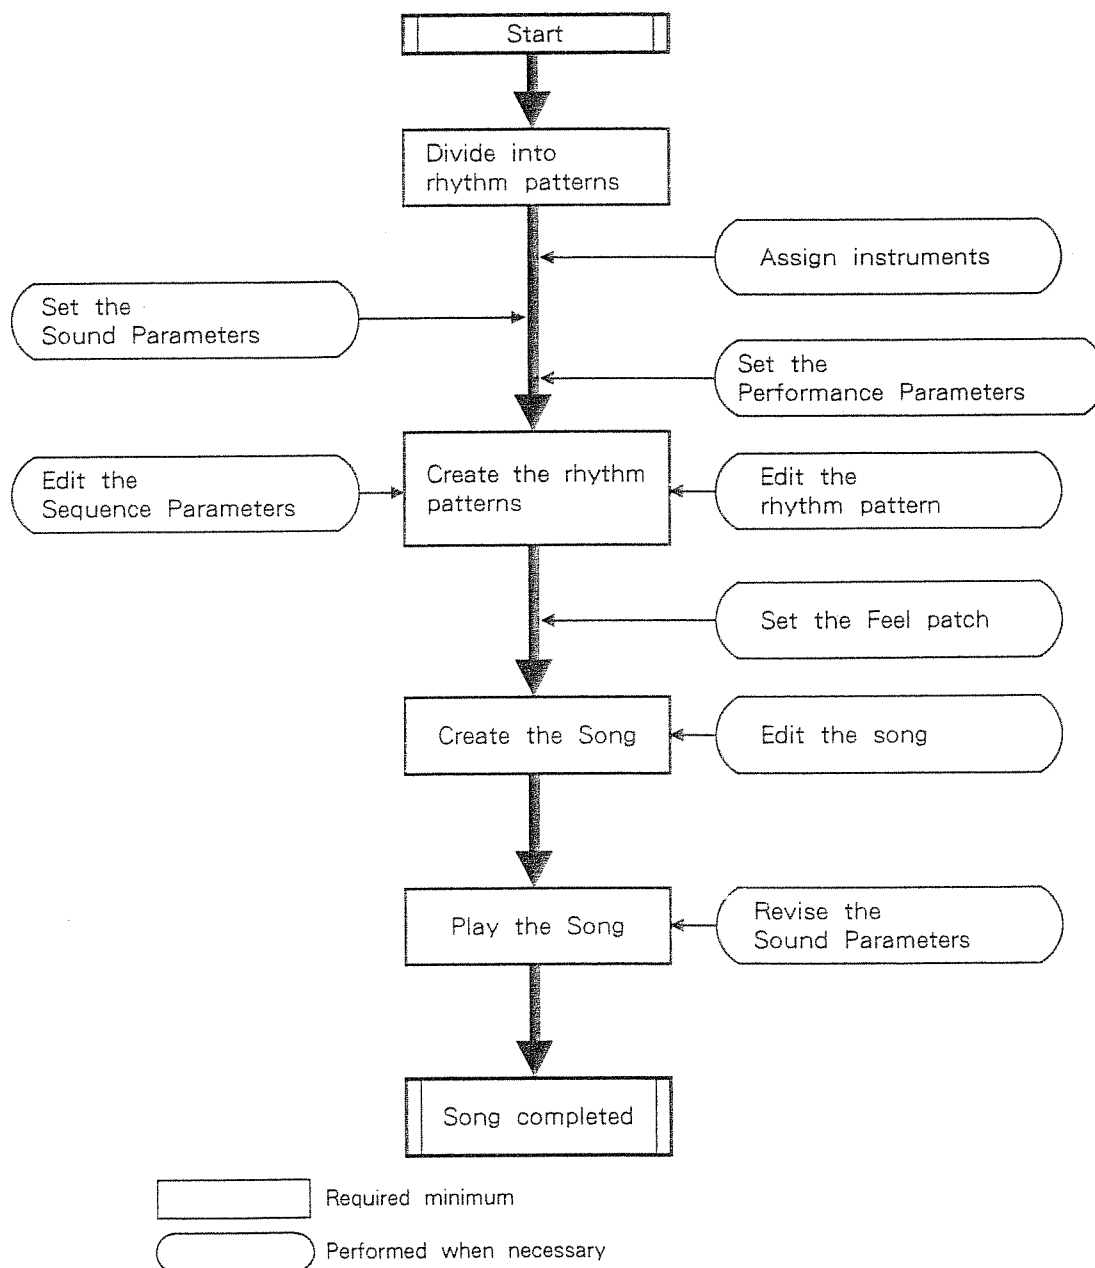 Start
Divide into
rhythm patterns
Assign instruments
Set the
Sound Parameters
Set the
Performance Parameters
Create the rhythm
patterns
Edit the
Sequence Parameters
Edit the
rhythm pattern
Set the Feel patch
Create the Song
Edit the song
Play the Song
Revise the
Sound Parameters
Song completed
Required minimum
Performed when necessary